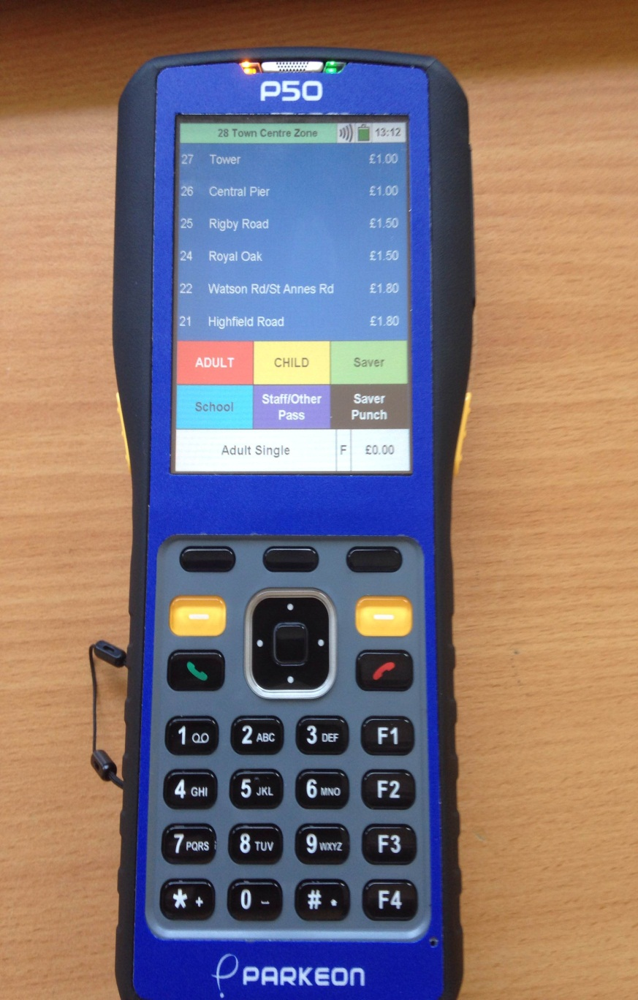 P50
28 Town Centre Zone 13:12
27 Tower £1.00
26 Central Pier £1.00
25 Rigby Road £1.50
24 Royal Oak £1.50
22 Watson Rd/St Annes Rd £1.80
21 Highfield Road £1.80
ADULT CHILD Saver
School Staff/Other Pass Saver Punch
Adult Single F £0.00
1 2 ABC 3 DEF F1
4 GHI 5 JKL 6 MNO F2
7 PQRS 8 TUV 9 WXYZ F3
* + 0 # F4
PARKEON